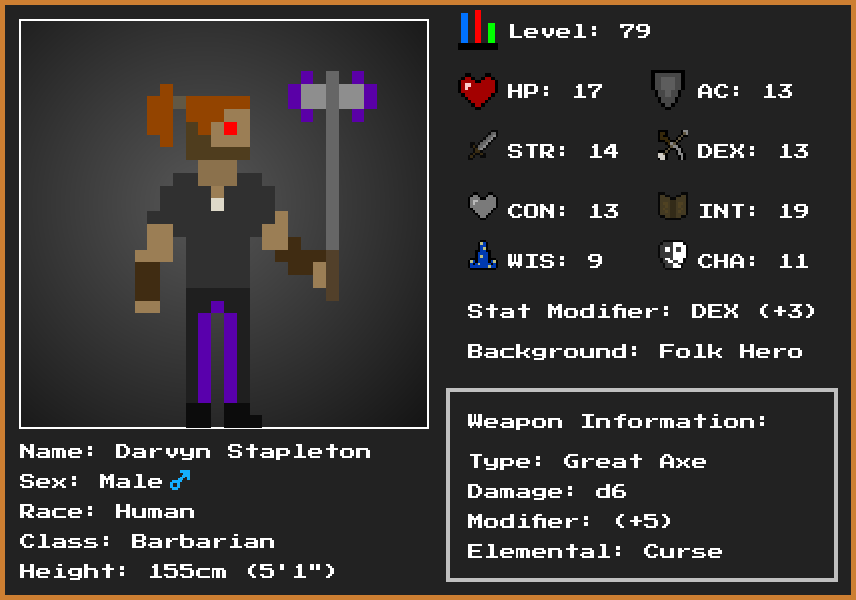 Level: 79
HP: 17 AC: 13
STR: 14 DEX: 13
CON: 13 INT: 19
WIS: 9 CHA: 11
Stat Modifier: DEX (+3)
Background: Folk Hero
Weapon Information:
Type: Great Axe
Damage: d6
Modifier: (+5)
Elemental: Curse
Name: Darvyn Stapleton
Sex: Male ♂
Race: Human
Class: Barbarian
Height: 155cm (5'1")